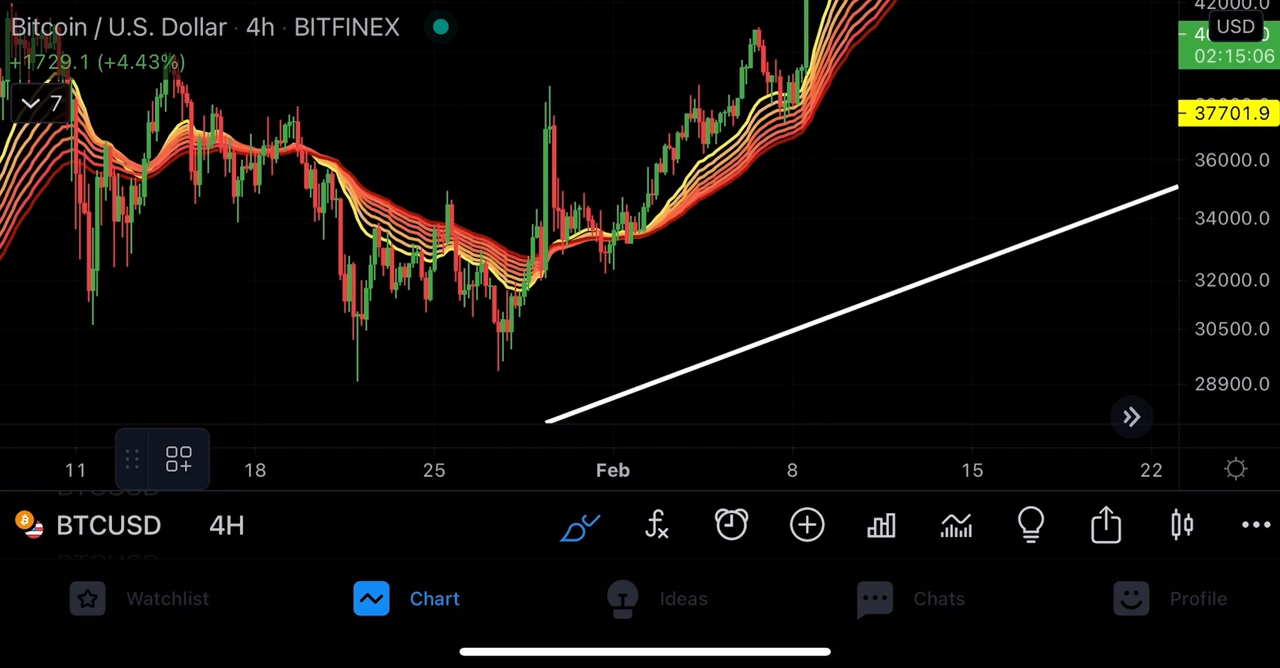 42000.0
Bitcoin / U.S. Dollar · 4h · BITFINEX
USD
+1729.1 (+4.43%)
02:15:06
7
37701.9
36000.0
34000.0
32000.0
30500.0
28900.0
11 18 25 Feb 8 15 22
BTCUSD 4H
Watchlist Chart Ideas Chats Profile